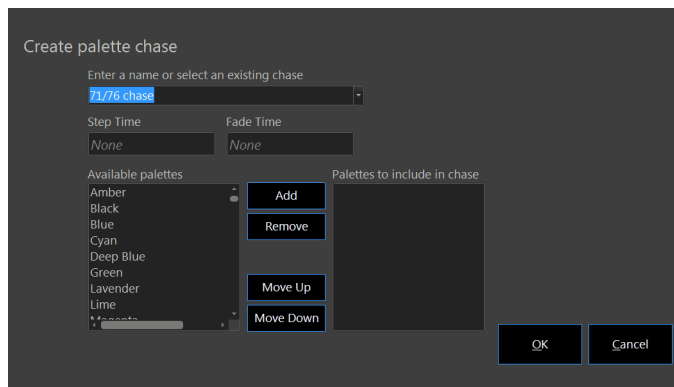 Create palette chase
Enter a name or select an existing chase
71/76 chase
Step Time
Fade Time
None
None
Available palettes
Palettes to include in chase
Amber
Black
Blue
Cyan
Deep Blue
Green
Lavender
Lime
Magenta
Add
Remove
Move Up
Move Down
OK
Cancel